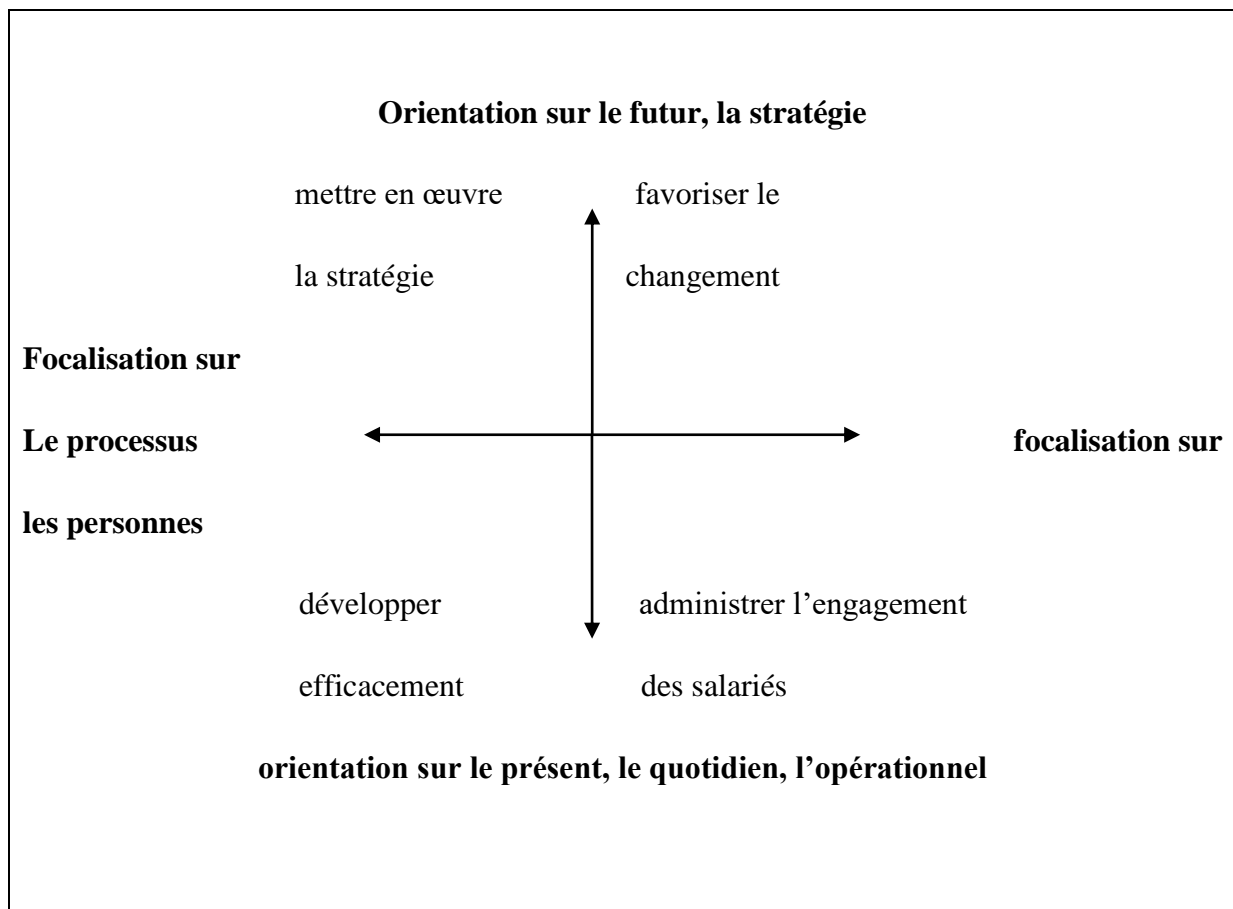 Orientation sur le futur, la stratégie
mettre en œuvre favoriser le
la stratégie changement
Focalisation sur
Le processus focalisation sur
les personnes
développer administrer l’engagement
efficacement des salariés
orientation sur le présent, le quotidien, l’opérationnel